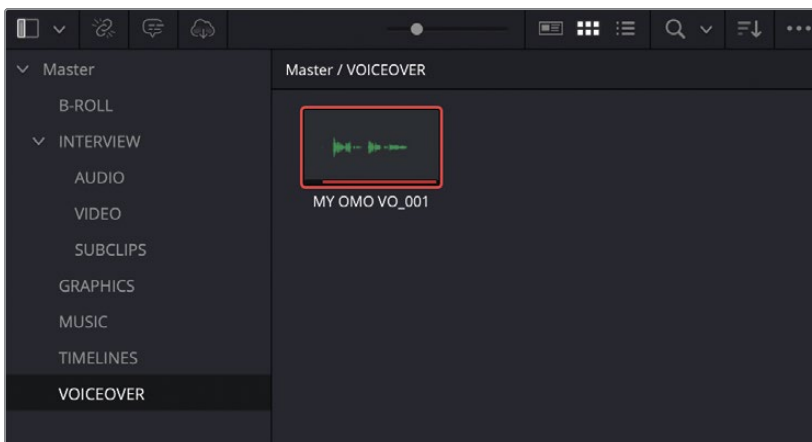 Master
B-ROLL
INTERVIEW
AUDIO
VIDEO
SUBCLIPS
GRAPHICS
MUSIC
TIMELINES
VOICEOVER
Master / VOICEOVER
MY OMO VO_001